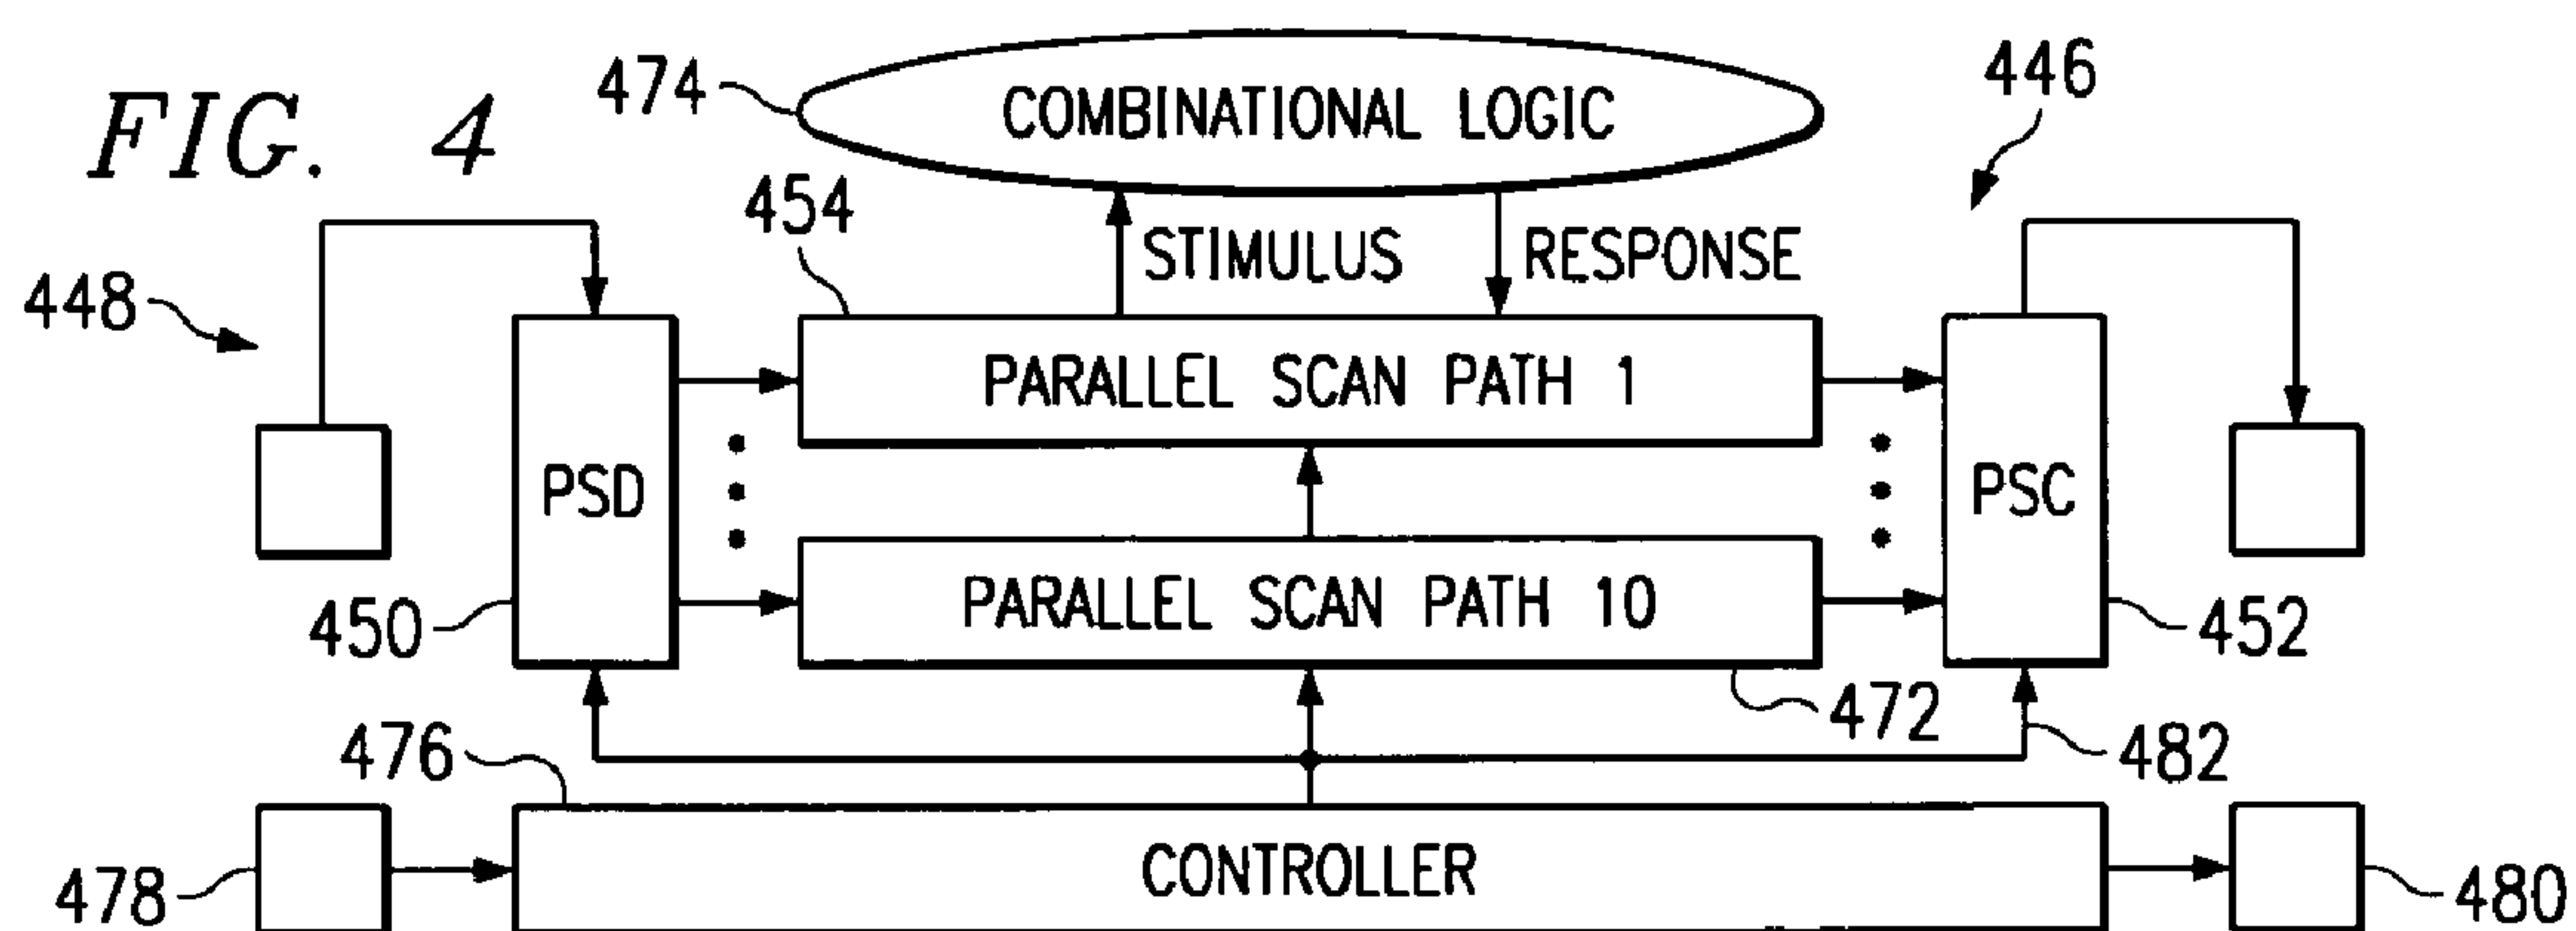 FIG. 4
474
COMBINATIONAL LOGIC
446
454
STIMULUS
RESPONSE
448
PARALLEL SCAN PATH 1
PSD
PSC
450
PARALLEL SCAN PATH 10
452
472
476
482
478
CONTROLLER
480